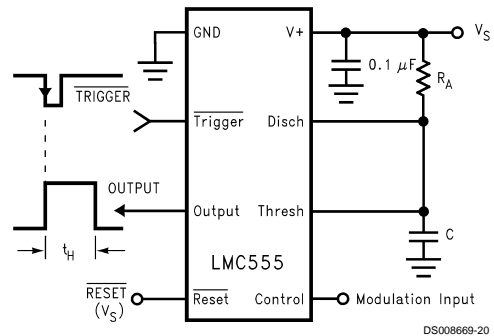 GND
V+
V_S
0.1 μF
R_A
TRIGGER
Trigger
Disch
OUTPUT
Output
Thresh
C
t_H
LMC555
RESET
(V_S)
Reset
Control
Modulation Input
DS008669-20